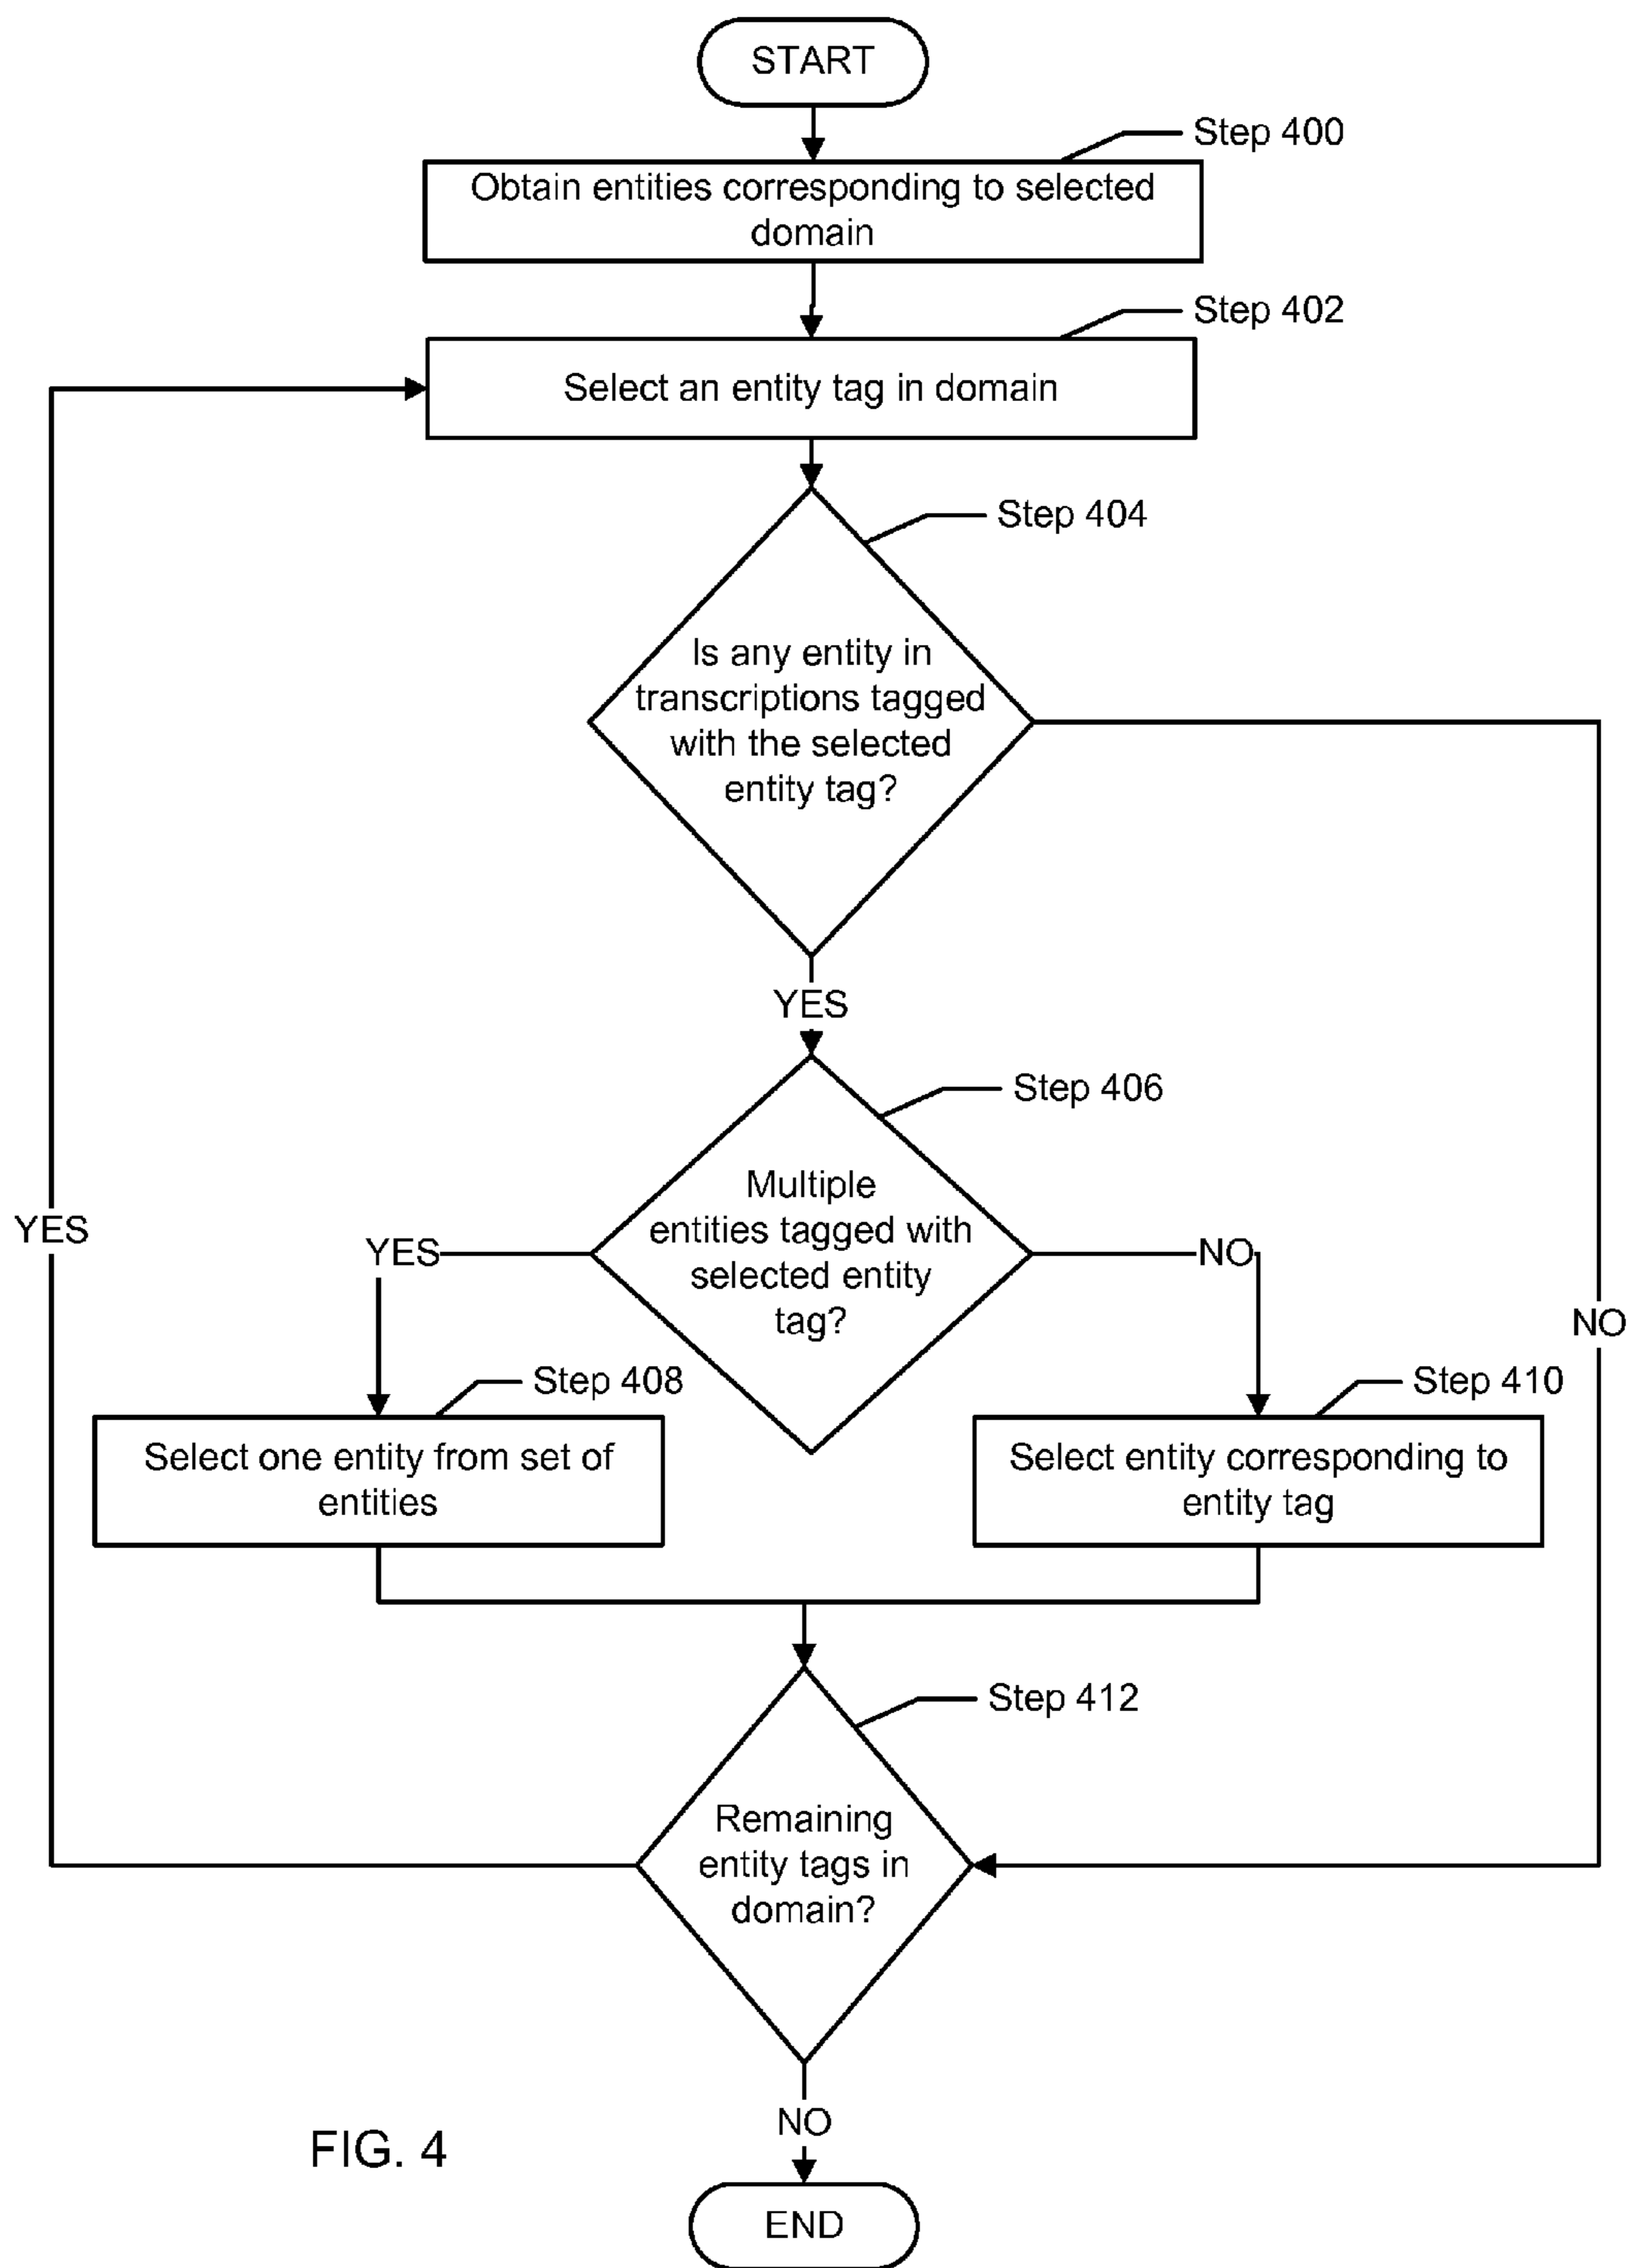 START
Step 400
Obtain entities corresponding to selected
domain
Step 402
Select an entity tag in domain
Step 404
Is any entity in
transcriptions tagged
with the selected
entity tag?
YES
Step 406
Multiple
entities tagged with
selected entity
tag?
YES
YES
NO
NO
Step 408
Select one entity from set of
entities
Step 410
Select entity corresponding to
entity tag
Step 412
Remaining
entity tags in
domain?
NO
FIG. 4
END